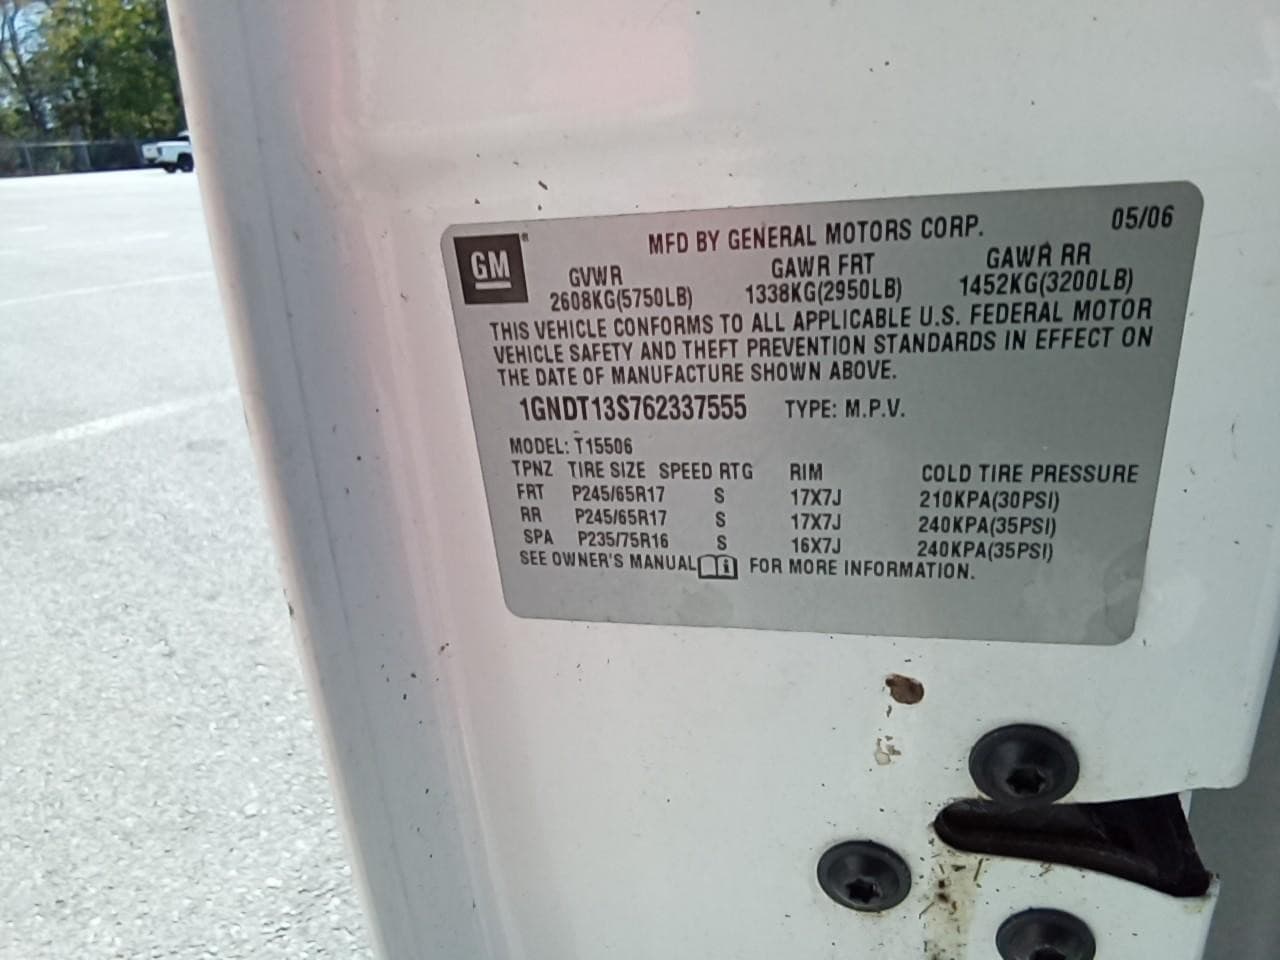 GM
MFD BY GENERAL MOTORS CORP. 05/06
GVWR GAWR FRT GAWR RR
2608KG(5750LB) 1338KG(2950LB) 1452KG(3200LB)
THIS VEHICLE CONFORMS TO ALL APPLICABLE U.S. FEDERAL MOTOR
VEHICLE SAFETY AND THEFT PREVENTION STANDARDS IN EFFECT ON
THE DATE OF MANUFACTURE SHOWN ABOVE.
1GNDT13S762337555 TYPE: M.P.V.
MODEL: T15506
TPNZ TIRE SIZE SPEED RTG RIM COLD TIRE PRESSURE
FRT P245/65R17 S 17X7J 210KPA(30PSI)
RR P245/65R17 S 17X7J 240KPA(35PSI)
SPA P235/75R16 S 16X7J 240KPA(35PSI)
SEE OWNER'S MANUAL FOR MORE INFORMATION.